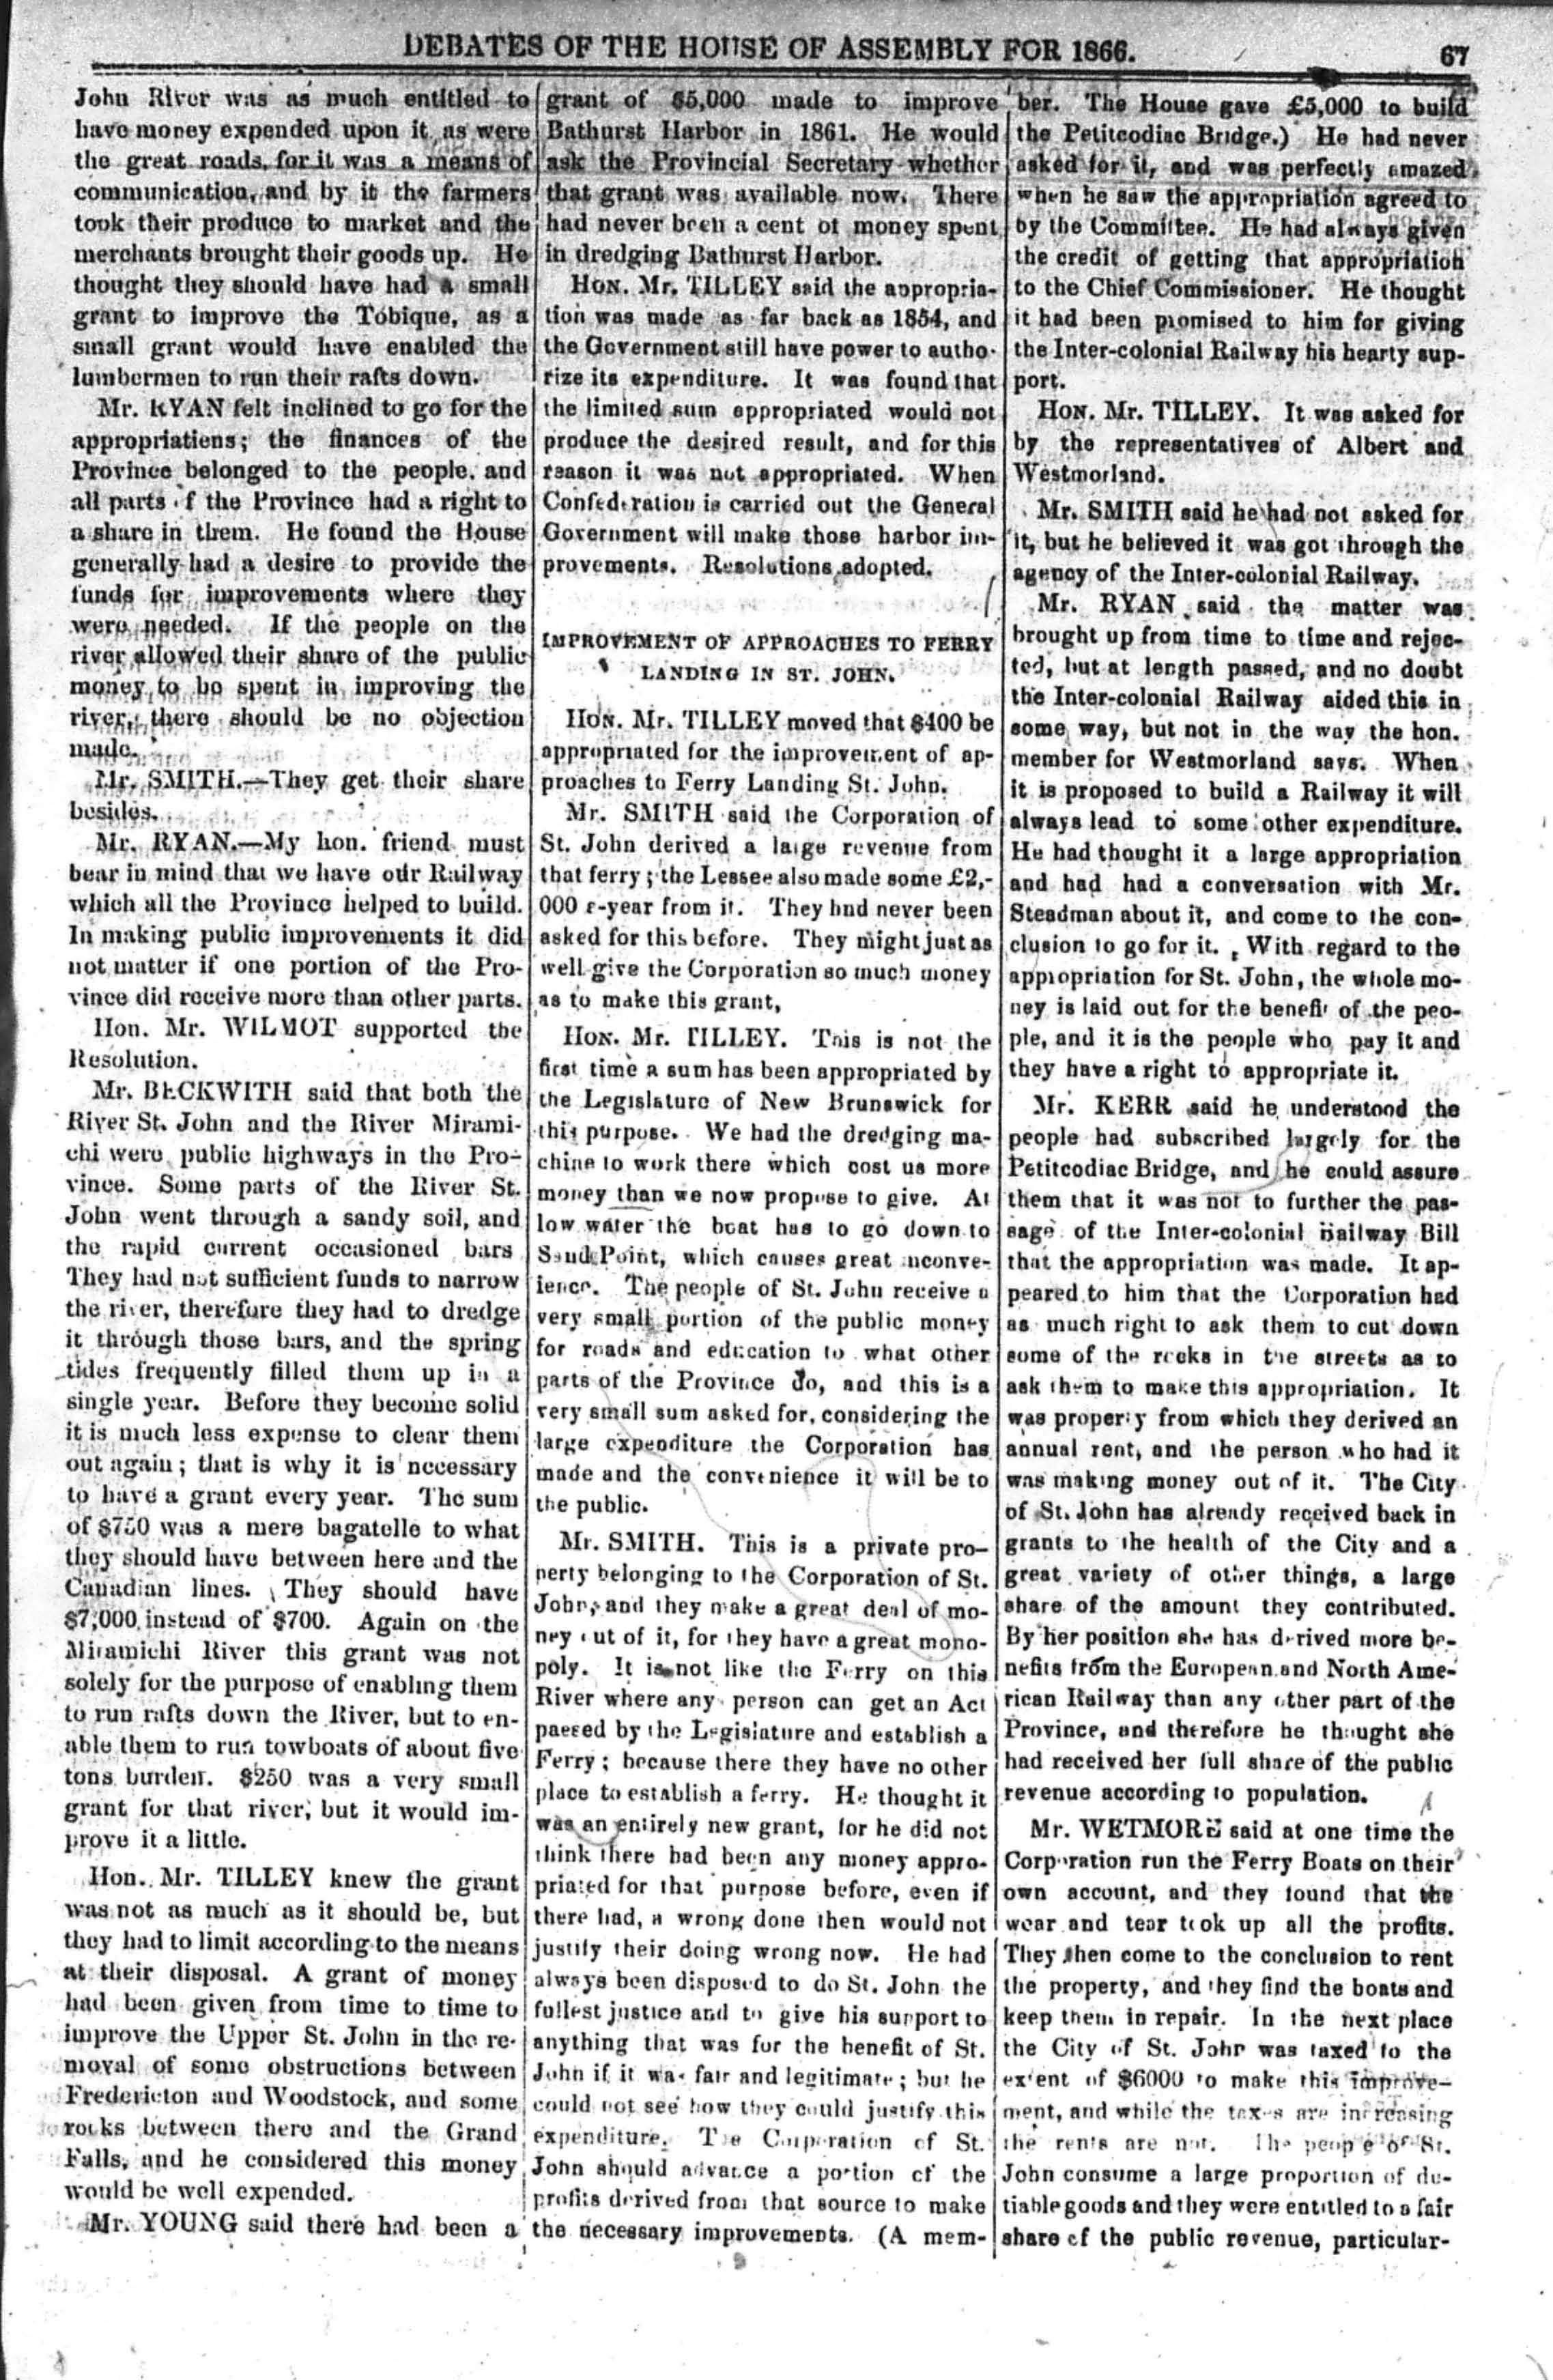 DEBATES OF THE HOUSE OF ASSEMBLY FOR 1866. 67
John River was as much entitled to
have money expended upon it, as were
the great roads, for it was a means of
communication, and by it the farmers
took their produce to market and the
merchants brought their goods up. He
thought they should have had a small
grant to improve the Tobique, as a
small grant would have enabled the
lumbermen to run their rafts down.
Mr. RYAN felt inclined to go for the
appropriations; the finances of the
Province belonged to the people, and
all parts of the Province had a right to
a share in them. He found the House
generally had a desire to provide the
funds for improvements where they
were needed. If the people on the
river allowed their share of the public
money to be spent in improving the
river, there should be no objection
made.
Mr. SMITH.—They get their share
besides.
Mr. RYAN.—My hon. friend must
bear in mind that we have our Railway
which all the Province helped to build.
In making public improvements it did
not matter if one portion of the Pro-
vince did receive more than other parts.
Hon. Mr. WILMOT supported the
Resolution.
Mr. BECKWITH said that both the
River St. John and the River Mirami-
chi were public highways in the Pro-
vince. Some parts of the River St.
John went through a sandy soil, and
the rapid current occasioned bars
They had not sufficient funds to narrow
the river, therefore they had to dredge
it through those bars, and the spring
tides frequently filled them up in a
single year. Before they become solid
it is much less expense to clear them
out again; that is why it is necessary
to have a grant every year. The sum
of $750 was a mere bagatelle to what
they should have between here and the
Canadian lines. They should have
$7,000 instead of $700. Again on the
Miramichi River this grant was not
solely for the purpose of enabling them
to run rafts down the River, but to en-
able them to run towboats of about five
tons burden. $250 was a very small
grant for that river, but it would im-
prove it a little.
Hon. Mr. TILLEY knew the grant
was not as much as it should be, but
they had to limit according to the means
at their disposal. A grant of money
had been given from time to time to
improve the Upper St. John in the re-
moval of some obstructions between
Fredericton and Woodstock, and some
rocks between there and the Grand
Falls, and he considered this money
would be well expended.
Mr. YOUNG said there had been a
grant of $5,000 made to improve
Bathurst Harbor in 1861. He would
ask the Provincial Secretary whether
that grant was available now. There
had never been a cent of money spent
in dredging Bathurst Harbor.
HON. Mr. TILLEY said the appropria-
tion was made as far back as 1854, and
the Government still have power to autho-
rize its expenditure. It was found that
the limited sum appropriated would not
produce the desired result, and for this
reason it was not appropriated. When
Confederation is carried out the General
Government will make those harbor im-
provements. Resolutions adopted.
IMPROVEMENT OF APPROACHES TO FERRY
LANDING IN ST. JOHN.
HON. Mr. TILLEY moved that $400 be
appropriated for the improvement of ap-
proaches to Ferry Landing St. John.
Mr. SMITH said the Corporation of
St. John derived a large revenue from
that ferry; the Lessee also made some £2,-
000 a-year from it. They had never been
asked for this before. They might just as
well give the Corporation so much money
as to make this grant,
HON. Mr. TILLEY. This is not the
first time a sum has been appropriated by
the Legislature of New Brunswick for
this purpose. We had the dredging ma-
chine to work there which cost us more
money than we now propose to give. At
low water the boat has to go down to
Sand Point, which causes great inconve-
ience. The people of St. John receive a
very small portion of the public money
for roads and education to what other
parts of the Province do, and this is a
very small sum asked for, considering the
large expenditure the Corporation has
made and the convenience it will be to
the public.
Mr. SMITH. This is a private pro-
perty belonging to the Corporation of St.
John, and they make a great deal of mo-
ney out of it, for they have a great mono-
poly. It is not like the Ferry on this
River where any person can get an Act
passed by the Legislature and establish a
Ferry; because there they have no other
place to establish a ferry. He thought it
was an entirely new grant, for he did not
think there had been any money appro-
priated for that purpose before, even if
there had, a wrong done then would not
justify their doing wrong now. He had
always been disposed to do St. John the
fullest justice and to give his support to
anything that was for the benefit of St.
John if it was fair and legitimate; but he
could not see how they could justify this
expenditure. The Corporation of St.
John should advance a portion of the
profits derived from that source to make
the necessary improvements. (A mem-
ber. The House gave £5,000 to build
the Petitcodiac Bridge.) He had never
asked for it, and was perfectly amazed
when he saw the appropriation agreed to
by the Committee. He had always given
the credit of getting that appropriation
to the Chief Commissioner. He thought
it had been promised to him for giving
the Inter-colonial Railway his hearty sup-
port.
HON. Mr. TILLEY. It was asked for
by the representatives of Albert and
Westmorland.
Mr. SMITH said he had not asked for
it, but he believed it was got through the
agency of the Inter-colonial Railway.
Mr. RYAN said the matter was
brought up from time to time and rejec-
ted, but at length passed, and no doubt
the Inter-colonial Railway aided this in
some way, but not in the way the hon.
member for Westmorland says. When
it is proposed to build a Railway it will
always lead to some other expenditure.
He had thought it a large appropriation
and had had a conversation with Mr.
Steadman about it, and come to the con-
clusion to go for it. With regard to the
appropriation for St. John, the whole mo-
ney is laid out for the benefit of the peo-
ple, and it is the people who pay it and
they have a right to appropriate it.
Mr. KERR said he understood the
people had subscribed largely for the
Petitcodiac Bridge, and he could assure
them that it was not to further the pas-
sage of the Inter-colonial Railway Bill
that the appropriation was made. It ap-
peared to him that the Corporation had
as much right to ask them to cut down
some of the rocks in the streets as to
ask them to make this appropriation. It
was property from which they derived an
annual rent, and the person who had it
was making money out of it. The City
of St. John has already received back in
grants to the health of the City and a
great variety of other things, a large
share of the amount they contributed.
By her position she has derived more be-
nefits from the European and North Ame-
rican Railway than any other part of the
Province, and therefore he thought she
had received her full share of the public
revenue according to population.
Mr. WETMORE said at one time the
Corporation run the Ferry Boats on their
own account, and they found that the
wear and tear took up all the profits.
They then come to the conclusion to rent
the property, and they find the boats and
keep them in repair. In the next place
the City of St. John was taxed to the
extent of $6000 to make this improve-
ment, and while the taxes are increasing
the rents are not. The people of St.
John consume a large proportion of du-
tiable goods and they were entitled to a fair
share of the public revenue, particular-